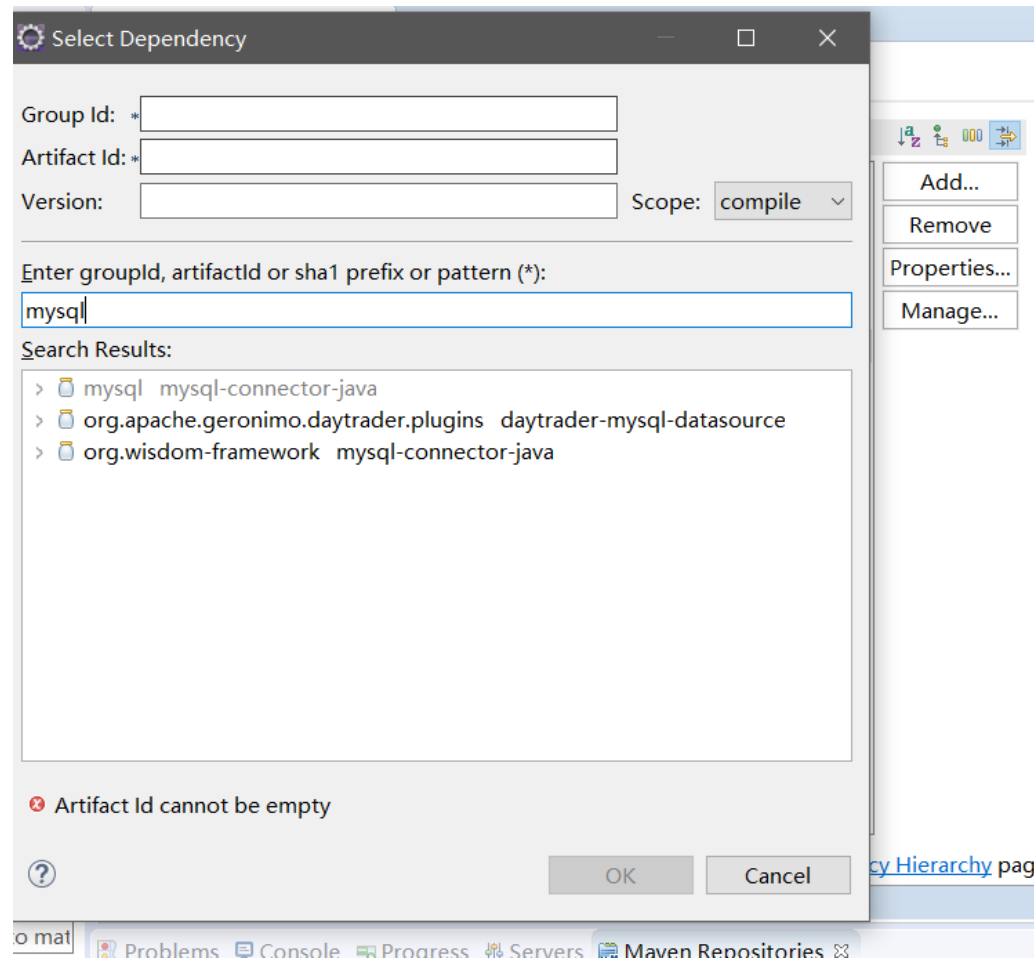 Select Dependency
Group Id: *
Artifact Id: *
Version:
Scope: compile
Add...
Remove
Properties...
Manage...
Enter groupId, artifactId or sha1 prefix or pattern (*):
mysql
Search Results:
mysql mysql-connector-java
org.apache.geronimo.daytrader.plugins daytrader-mysql-datasource
org.wisdom-framework mysql-connector-java
Artifact Id cannot be empty
OK
Cancel
cy Hierarchy pag
o mat
Problems Console Progress Servers Maven Repositories